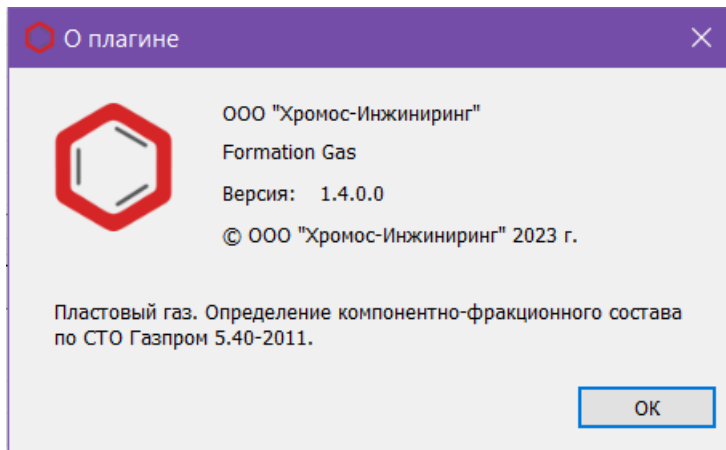 О плагине
ООО "Хромос-Инжиниринг"
Formation Gas
Версия: 1.4.0.0
© ООО "Хромос-Инжиниринг" 2023 г.
Пластовый газ. Определение компонентно-фракционного состава
по СТО Газпром 5.40-2011.
ОК